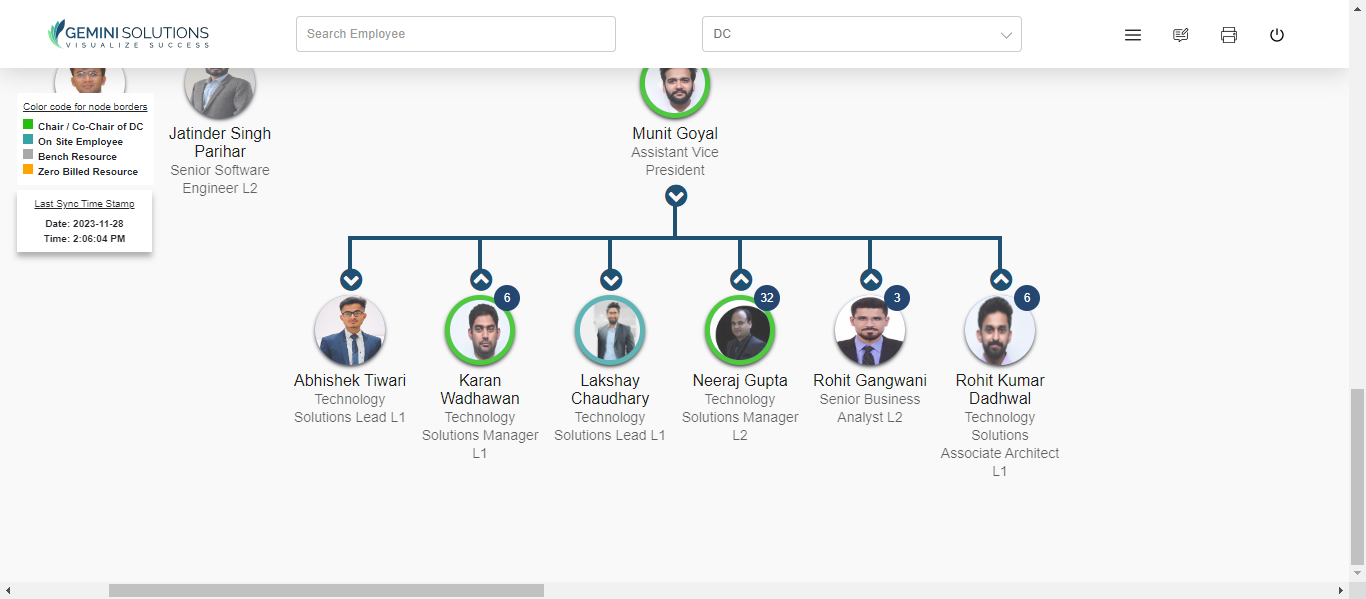 GEMINI SOLUTIONS
VISUALIZE SUCCESS
Search Employee
DC
Color code for node borders
Chair / Co-Chair of DC
On Site Employee
Bench Resource
Zero Billed Resource
Last Sync Time Stamp
Date: 2023-11-28
Time: 2:06:04 PM
Jatinder Singh
Parihar
Senior Software
Engineer L2
Munit Goyal
Assistant Vice
President
Abhishek Tiwari
Technology
Solutions Lead L1
6
Karan
Wadhawan
Technology
Solutions Manager
L1
Lakshay
Chaudhary
Technology
Solutions Lead L1
32
Neeraj Gupta
Technology
Solutions Manager
L2
3
Rohit Gangwani
Senior Business
Analyst L2
6
Rohit Kumar
Dadhwal
Technology
Solutions
Associate Architect
L1